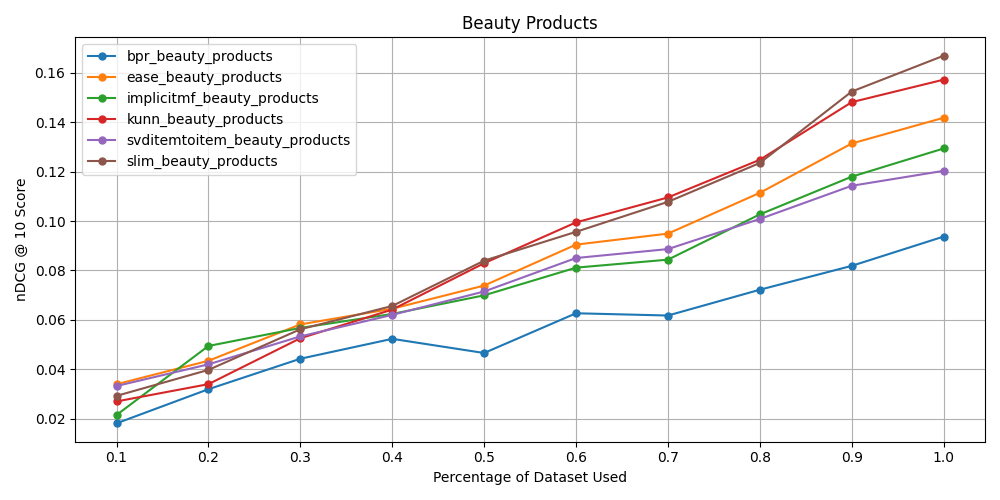 Beauty Products
bpr_beauty_products
ease_beauty_products
implicitmf_beauty_products
kunn_beauty_products
svditemtoitem_beauty_products
slim_beauty_products
nDCG @ 10 Score
0.16
0.14
0.12
0.10
0.08
0.06
0.04
0.02
0.1 0.2 0.3 0.4 0.5 0.6 0.7 0.8 0.9 1.0
Percentage of Dataset Used